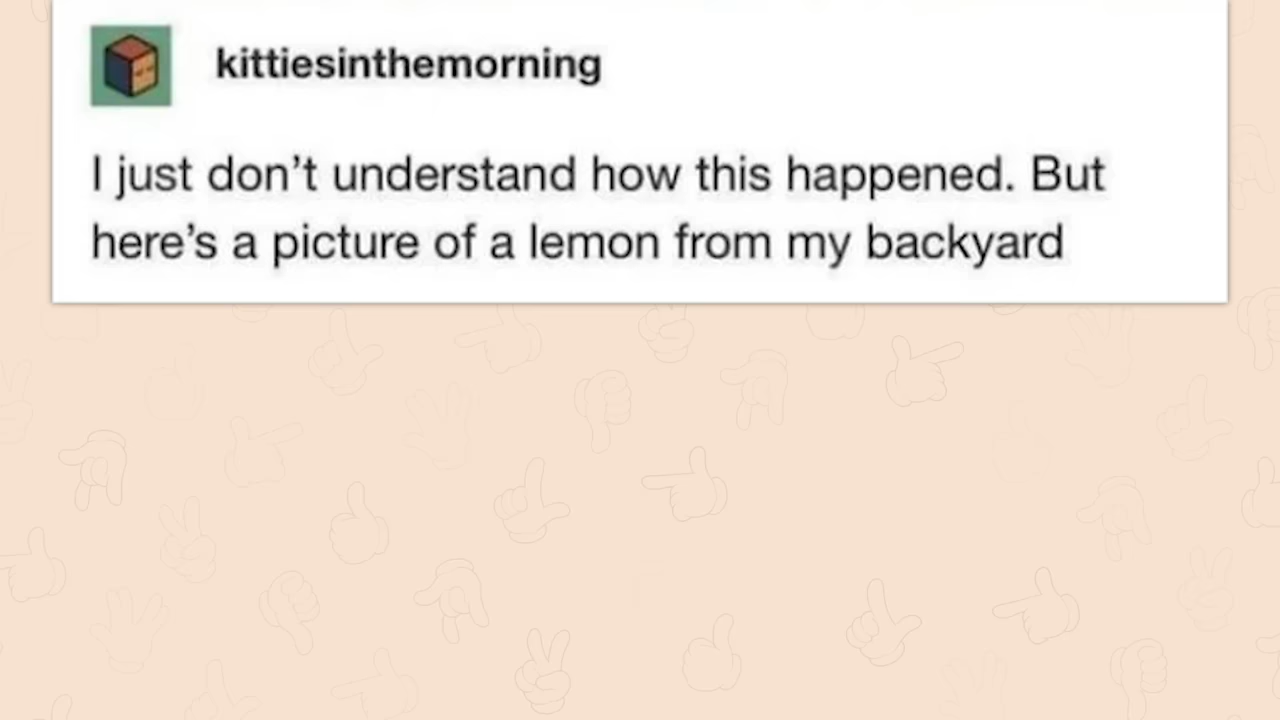 kittiesinthemorning
I just don’t understand how this happened. But
here’s a picture of a lemon from my backyard